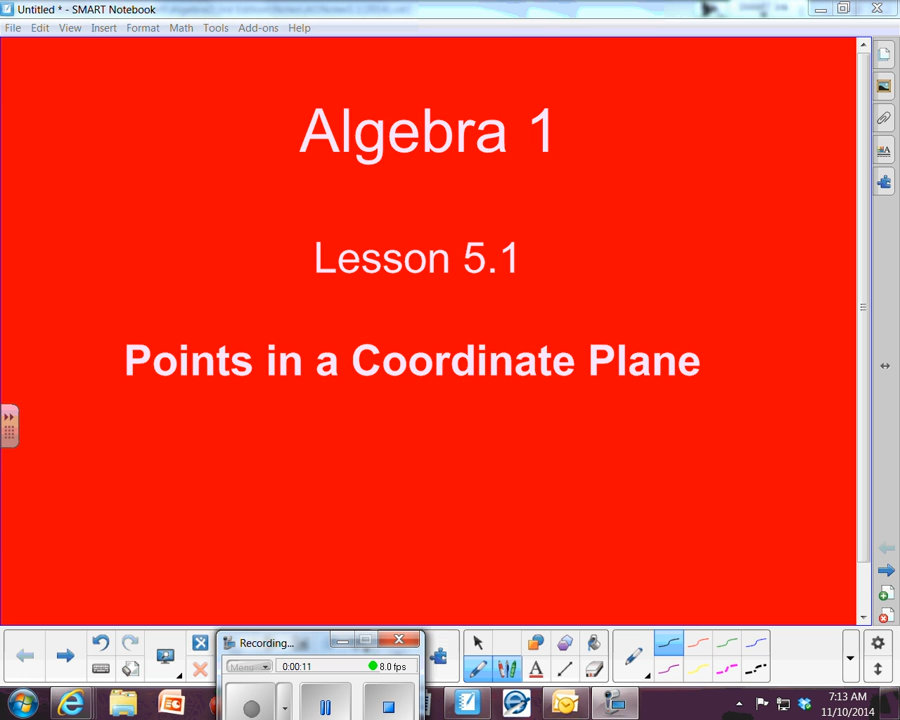 Untitled * - SMART Notebook
File Edit View Insert Format Math Tools Add-ons Help
Algebra 1
Lesson 5.1
Points in a Coordinate Plane
Recording...
Menu 0:00:11 8.0 fps
7:13 AM
11/10/2014